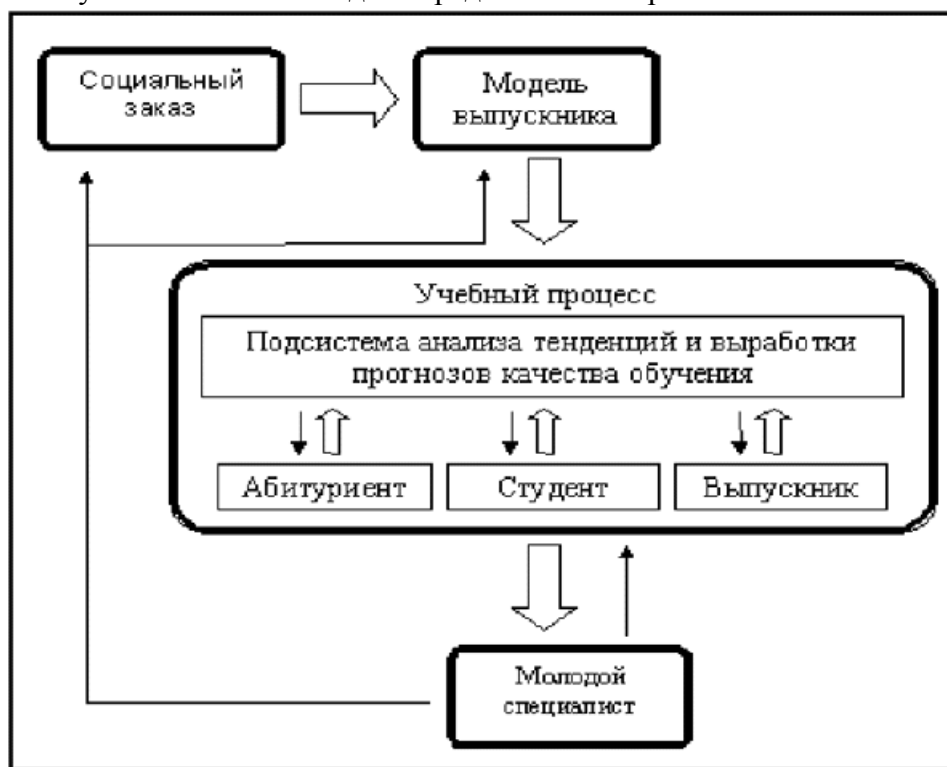 Социальный
заказ
Модель
выпускника
Учебный процесс
Подсистема анализа тенденций и выработки
прогнозов качества обучения
Абитуриент
Студент
Выпускник
Молодой
специалист